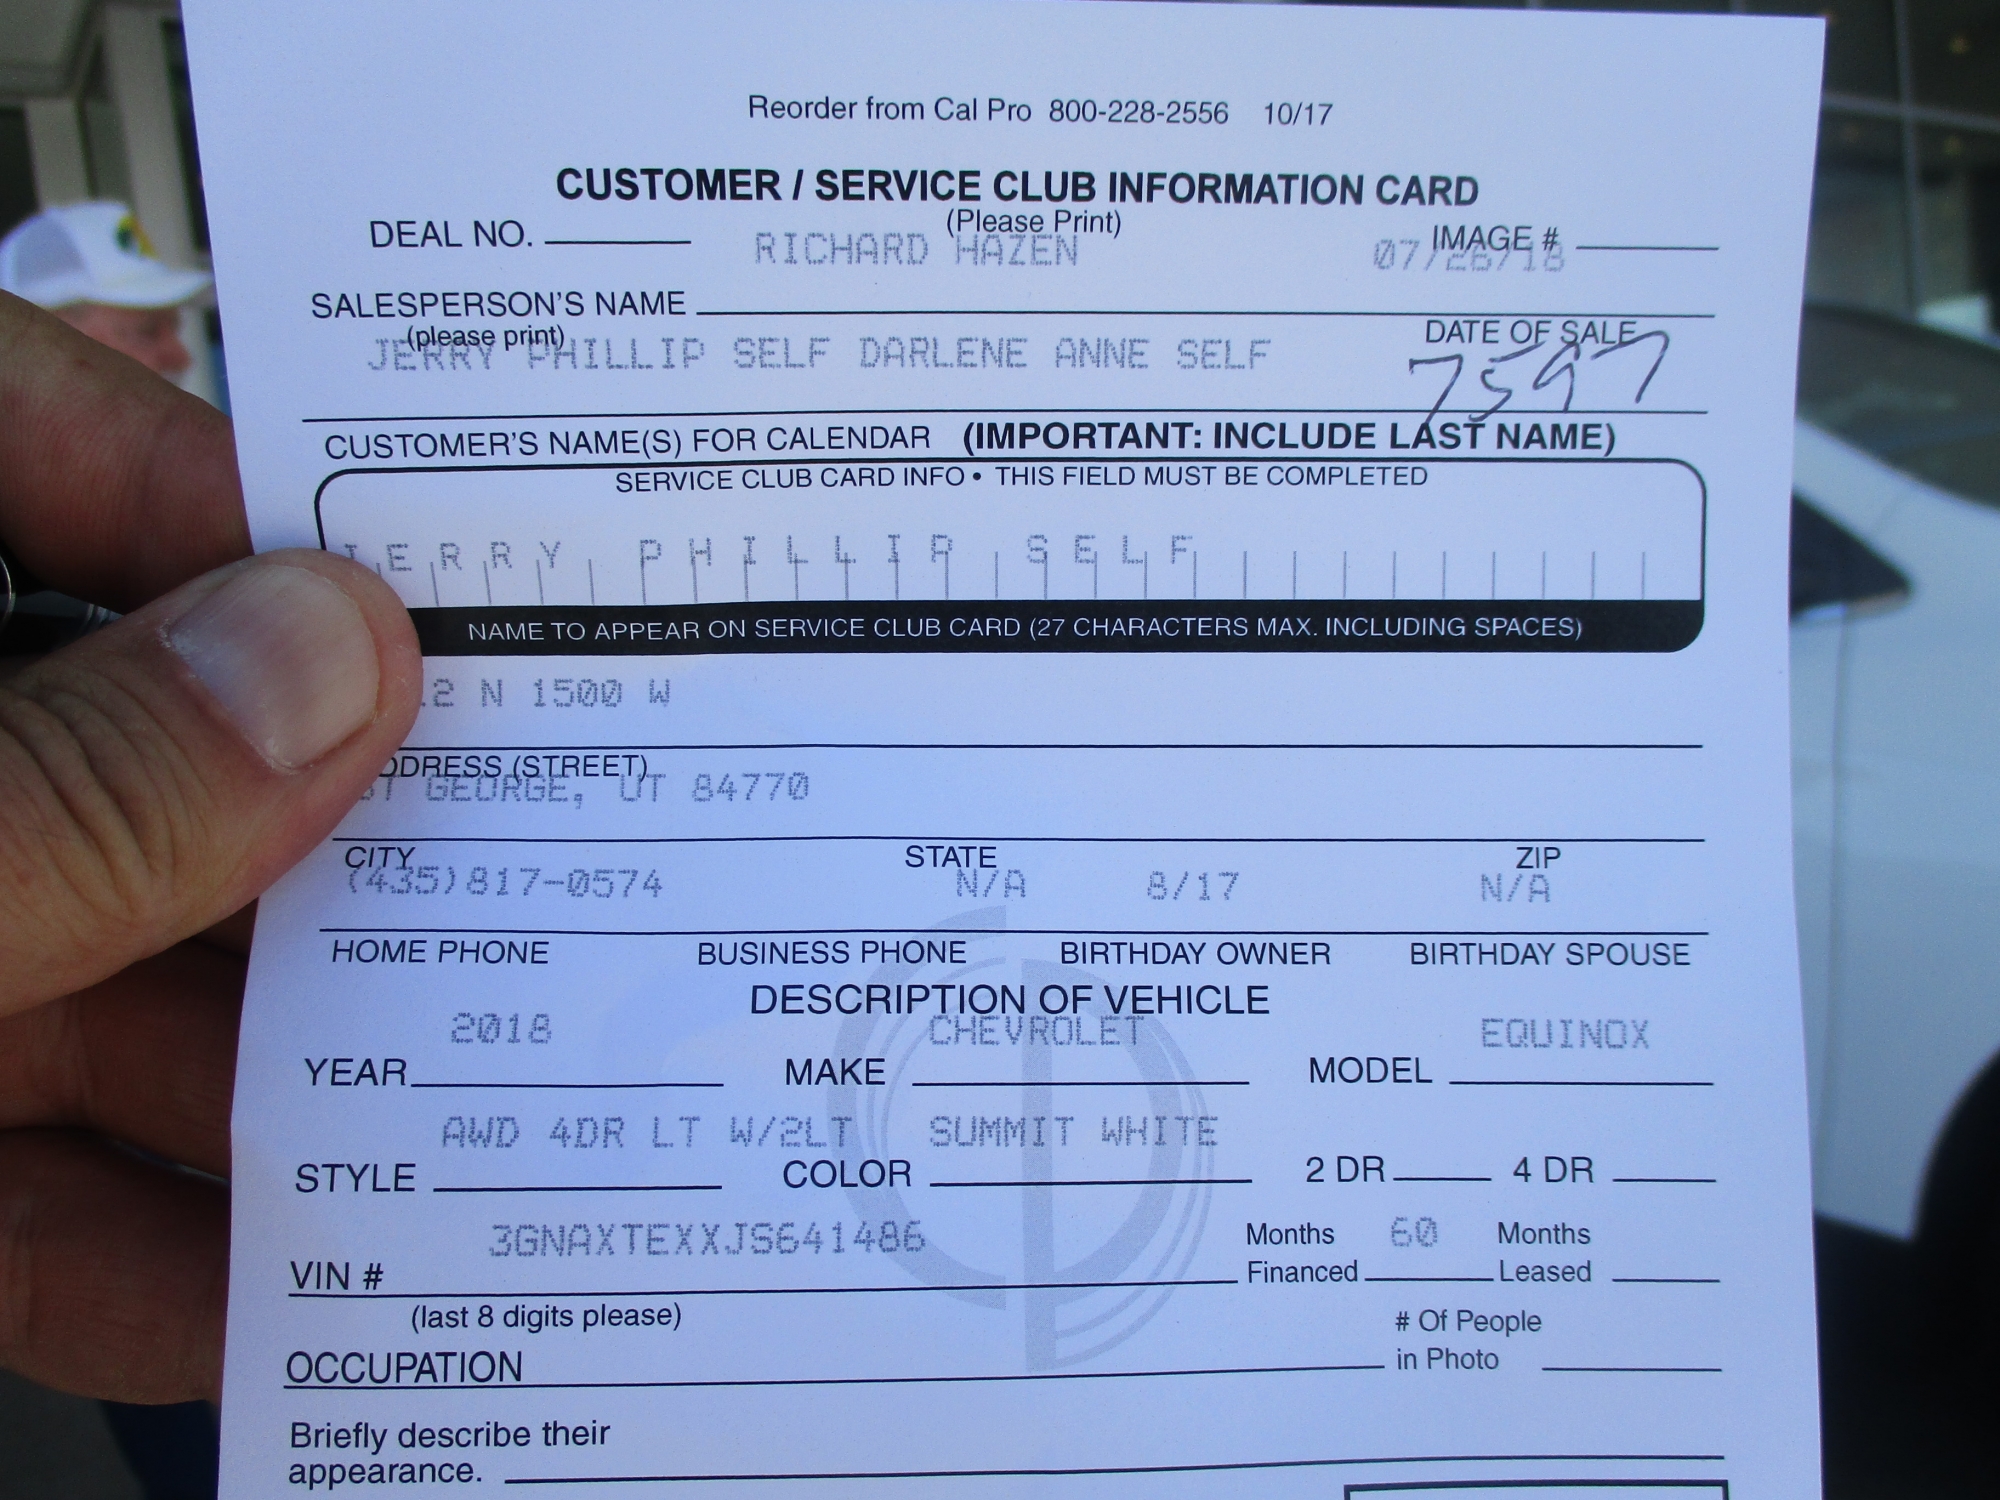 Reorder from Cal Pro 800-228-2556 10/17
CUSTOMER / SERVICE CLUB INFORMATION CARD
(Please Print)
DEAL NO. IMAGE #
RICHARD HAZEN 07/26/18
SALESPERSON'S NAME
(please print) DATE OF SALE
JERRY PHILLIP SELF DARLENE ANNE SELF 7597
CUSTOMER'S NAME(S) FOR CALENDAR (IMPORTANT: INCLUDE LAST NAME)
SERVICE CLUB CARD INFO • THIS FIELD MUST BE COMPLETED
JERRY PHILLIP SELF
NAME TO APPEAR ON SERVICE CLUB CARD (27 CHARACTERS MAX. INCLUDING SPACES)
2 N 1500 W
DDRESS (STREET)
ST GEORGE, UT 84770
CITY STATE ZIP
(435)817-0574 N/A 8/17 N/A
HOME PHONE BUSINESS PHONE BIRTHDAY OWNER BIRTHDAY SPOUSE
DESCRIPTION OF VEHICLE
2018 CHEVROLET EQUINOX
YEAR MAKE MODEL
AWD 4DR LT W/2LT SUMMIT WHITE
STYLE COLOR 2 DR 4 DR
3GNAXTEXXJS641486 Months 60 Months
VIN # Financed Leased
(last 8 digits please) # Of People
OCCUPATION in Photo
Briefly describe their
appearance.